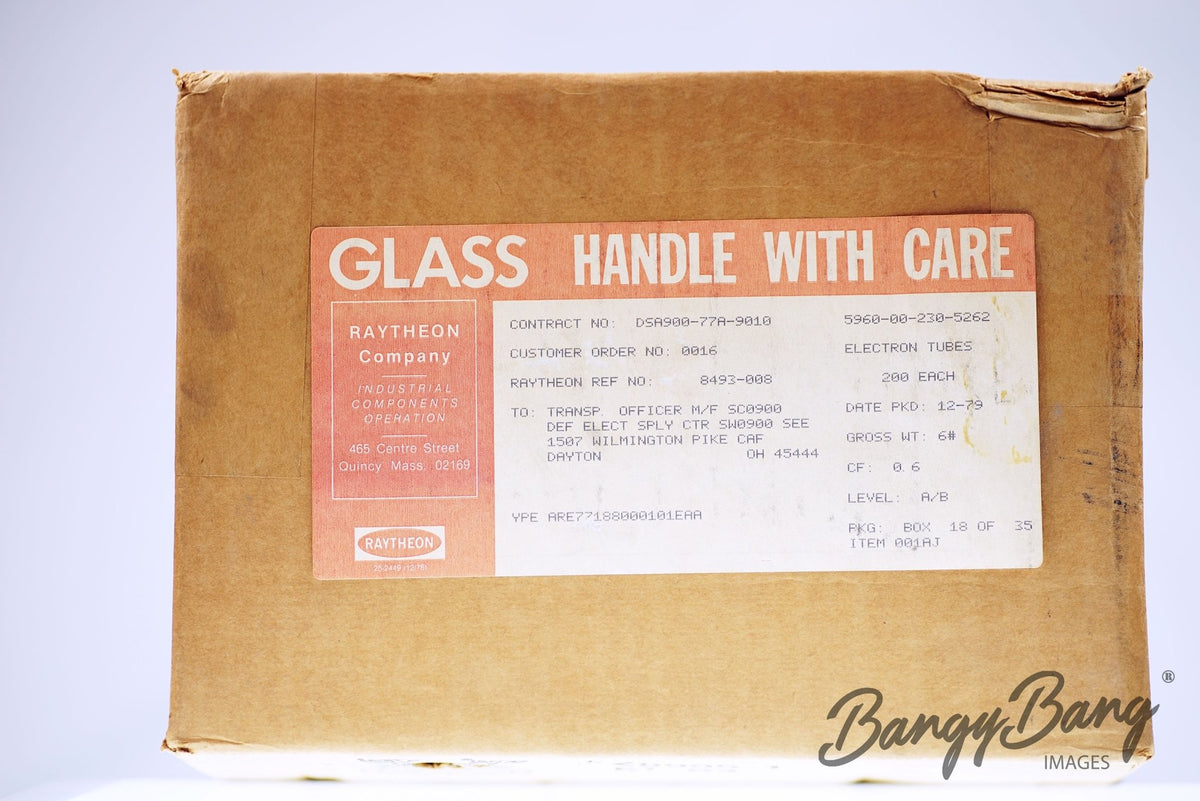 GLASS HANDLE WITH CARE
RAYTHEON
Company
INDUSTRIAL
COMPONENTS
OPERATION
465 Centre Street
Quincy Mass. 02169
RAYTHEON
25-2449 (12/76)
CONTRACT NO: DSA900-77A-9010
CUSTOMER ORDER NO: 0016
RAYTHEON REF NO: 8493-008
TO: TRANSP. OFFICER M/F SC0900
DEF ELECT SPLY CTR SW0900 SEE
1507 WILMINGTON PIKE CAF
DAYTON OH 45444
YPE ARE77188000101EAA
5960-00-230-5262
ELECTRON TUBES
200 EACH
DATE PKD: 12-79
GROSS WT: 6#
CF: 0.6
LEVEL: A/B
PKG: BOX 18 OF 35
ITEM 001AJ
BangyBang ®
IMAGES